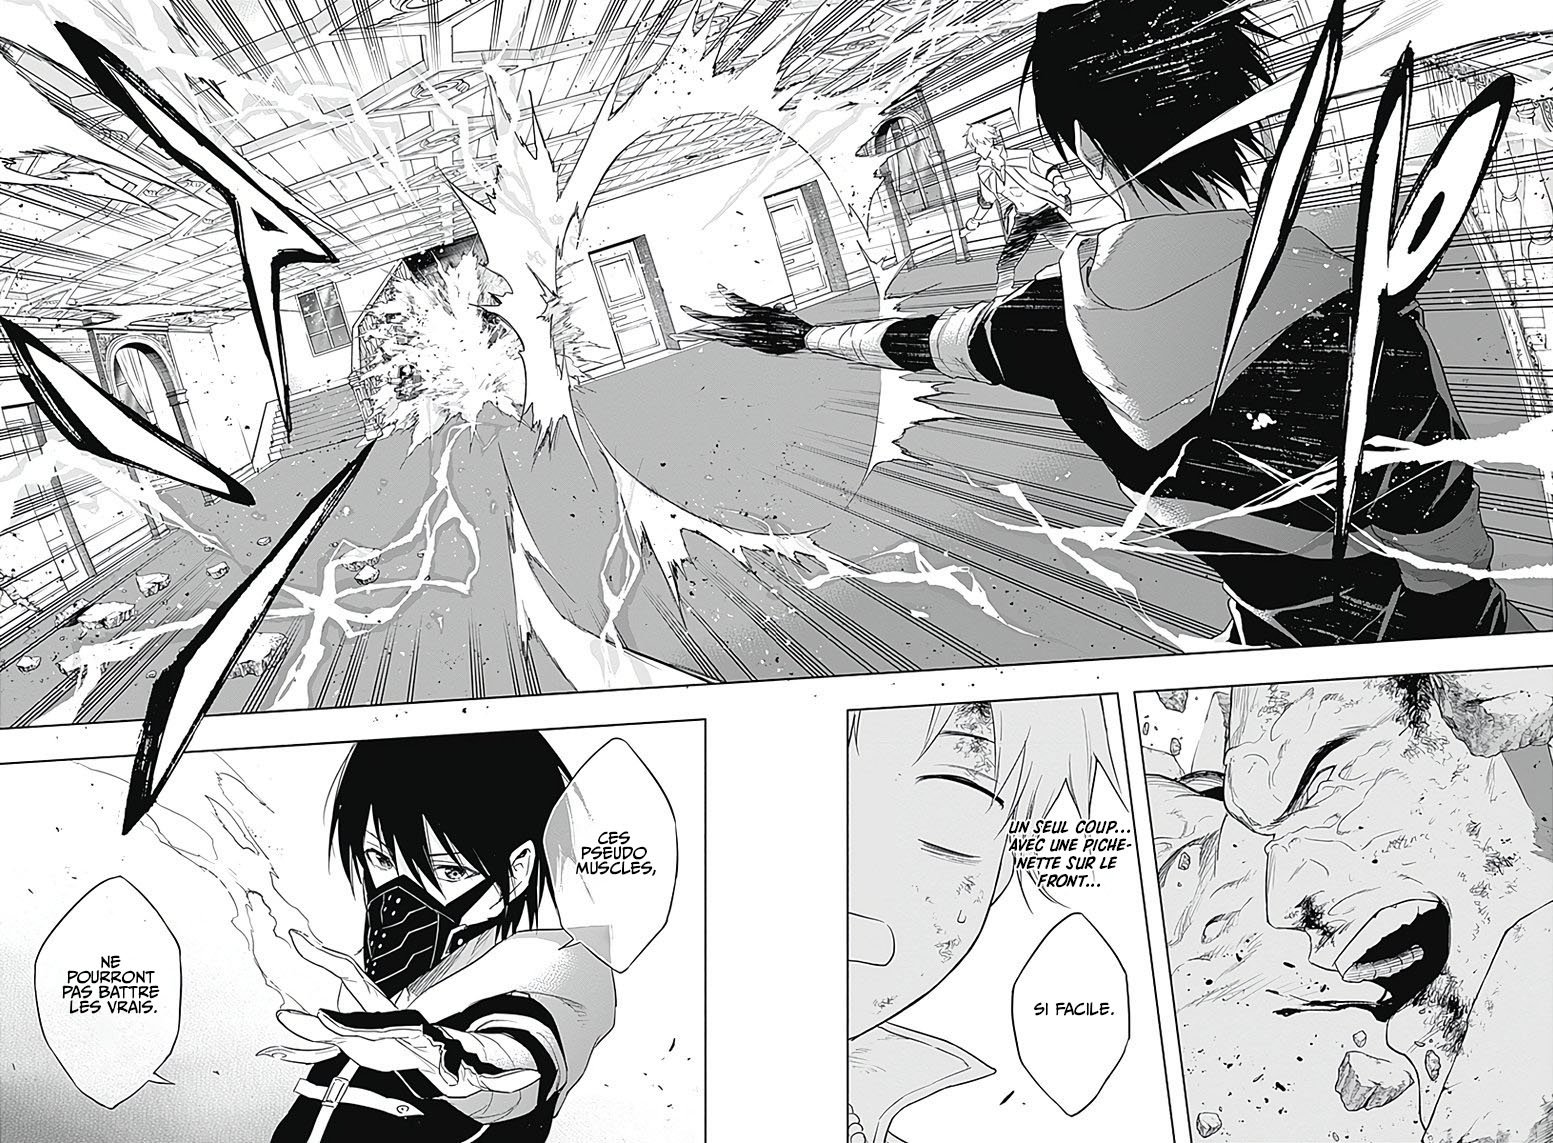 UN SEUL COUP...
AVEC UNE PICHE-
NETTE SUR LE
FRONT...
SI FACILE.
CES
PSEUDO
MUSCLES,
NE
POURRONT
PAS BATTRE
LES VRAIS.